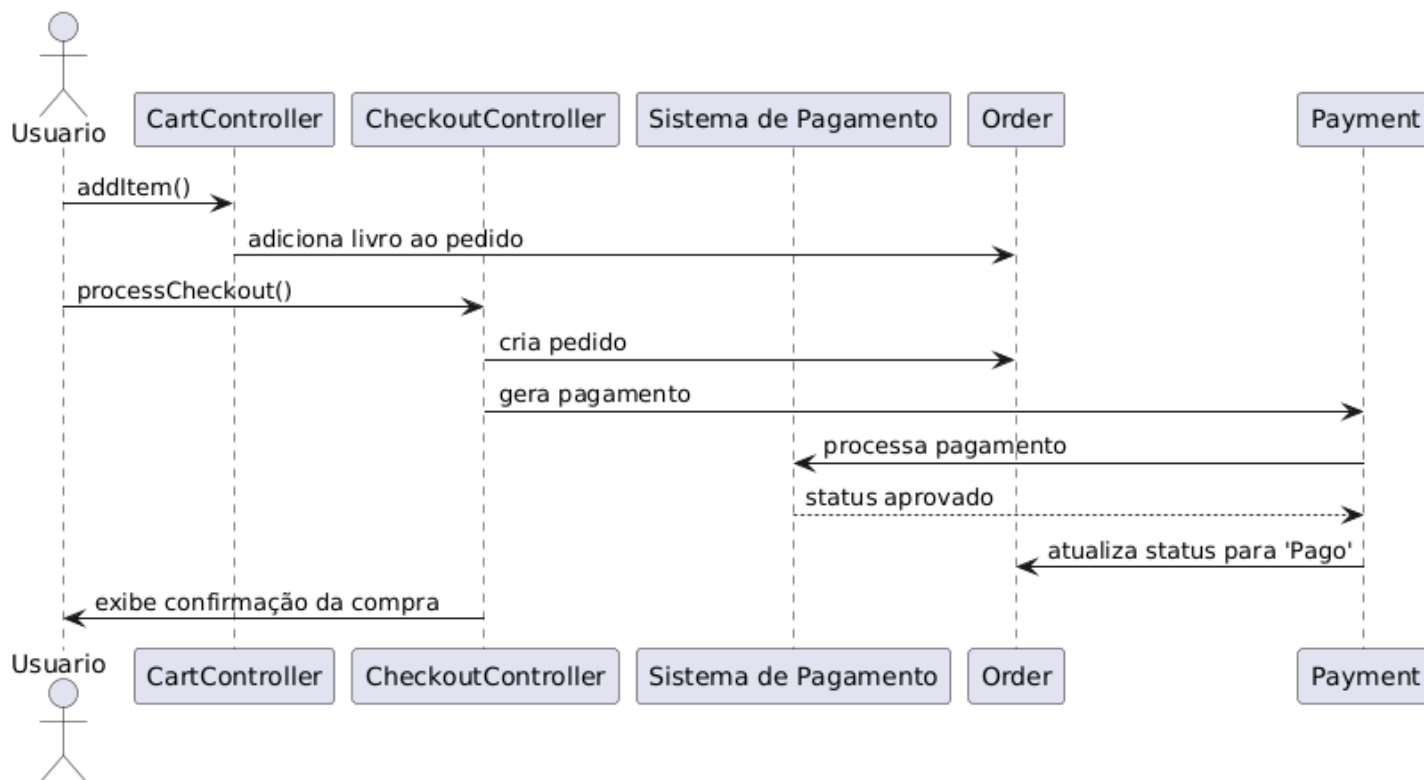 Usuario
CartController
CheckoutController
Sistema de Pagamento
Order
Payment
addItem()
adiciona livro ao pedido
processCheckout()
cria pedido
gera pagamento
processa pagamento
status aprovado
atualiza status para 'Pago'
exibe confirmação da compra
Usuario
CartController
CheckoutController
Sistema de Pagamento
Order
Payment